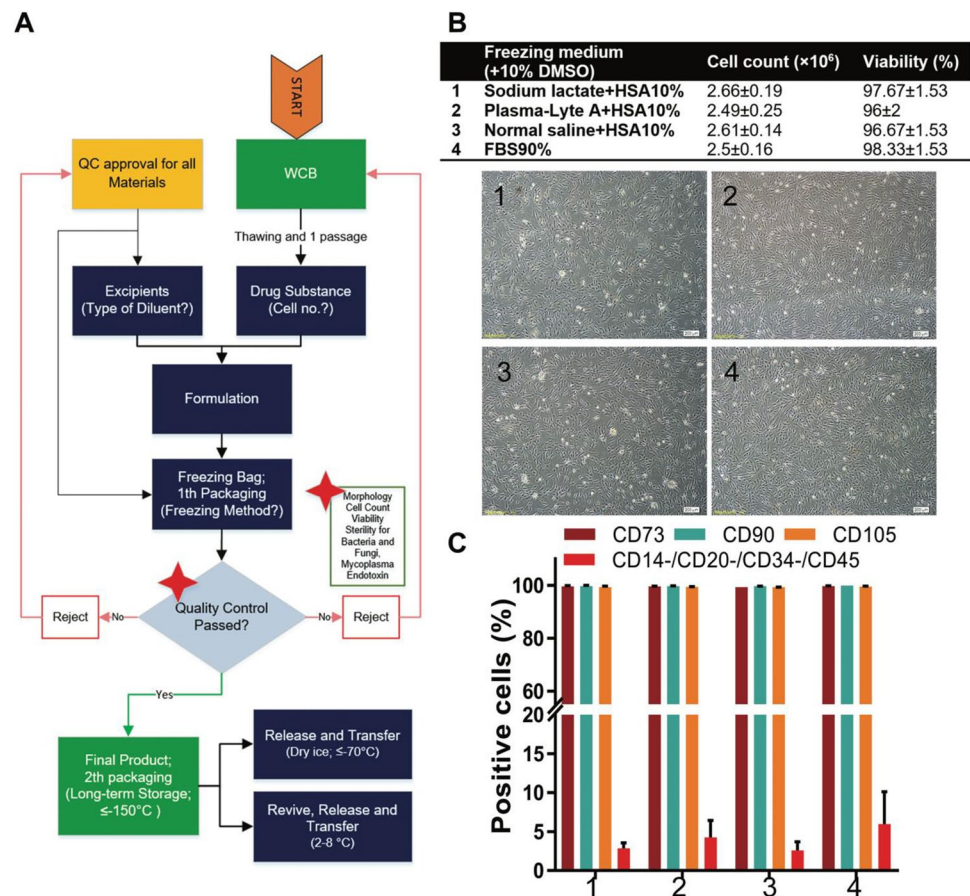 A
START
QC approval for all
Materials
WCB
Thawing and 1 passage
Excipients
(Type of Diluent?)
Drug Substance
(Cell no.?)
Formulation
Freezing Bag;
1th Packaging
(Freezing Method?)
Morphology
Cell Count
Viability
Sterility for
Bacteria and
Fungi,
Mycoplasma
Endotoxin
Quality Control
Passed?
No
Reject
No
Reject
Yes
Final Product;
2th packaging
(Long-term Storage;
≤-150°C )
Release and Transfer
(Dry ice; ≤-70°C)
Revive, Release and
Transfer
(2-8 °C)
B
Freezing medium (+10% DMSO) Cell count (×10⁶) Viability (%)
1 Sodium lactate+HSA10% 2.66±0.19 97.67±1.53
2 Plasma-Lyte A+HSA10% 2.49±0.25 96±2
3 Normal saline+HSA10% 2.61±0.14 96.67±1.53
4 FBS90% 2.5±0.16 98.33±1.53
1
2
3
4
C
CD73 CD90 CD105
CD14-/CD20-/CD34-/CD45
Positive cells (%)
100
80
60
20
15
10
5
0
1 2 3 4